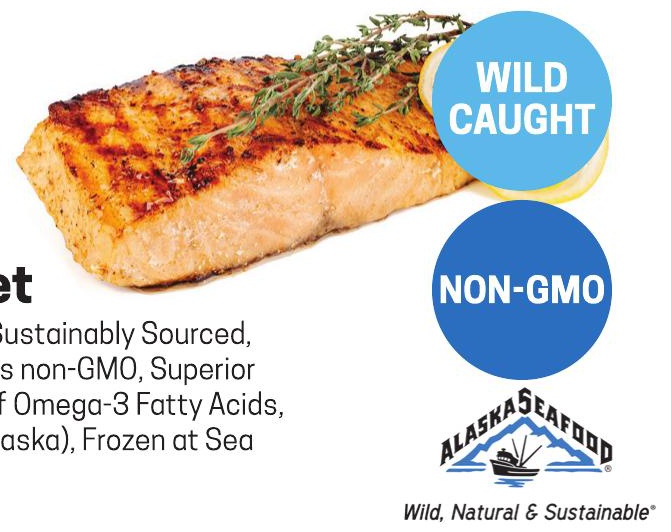 WILD
CAUGHT
NON-GMO
et
Sustainably Sourced,
s non-GMO, Superior
f Omega-3 Fatty Acids,
aska), Frozen at Sea
ALASKA SEAFOOD®
Wild, Natural & Sustainable®